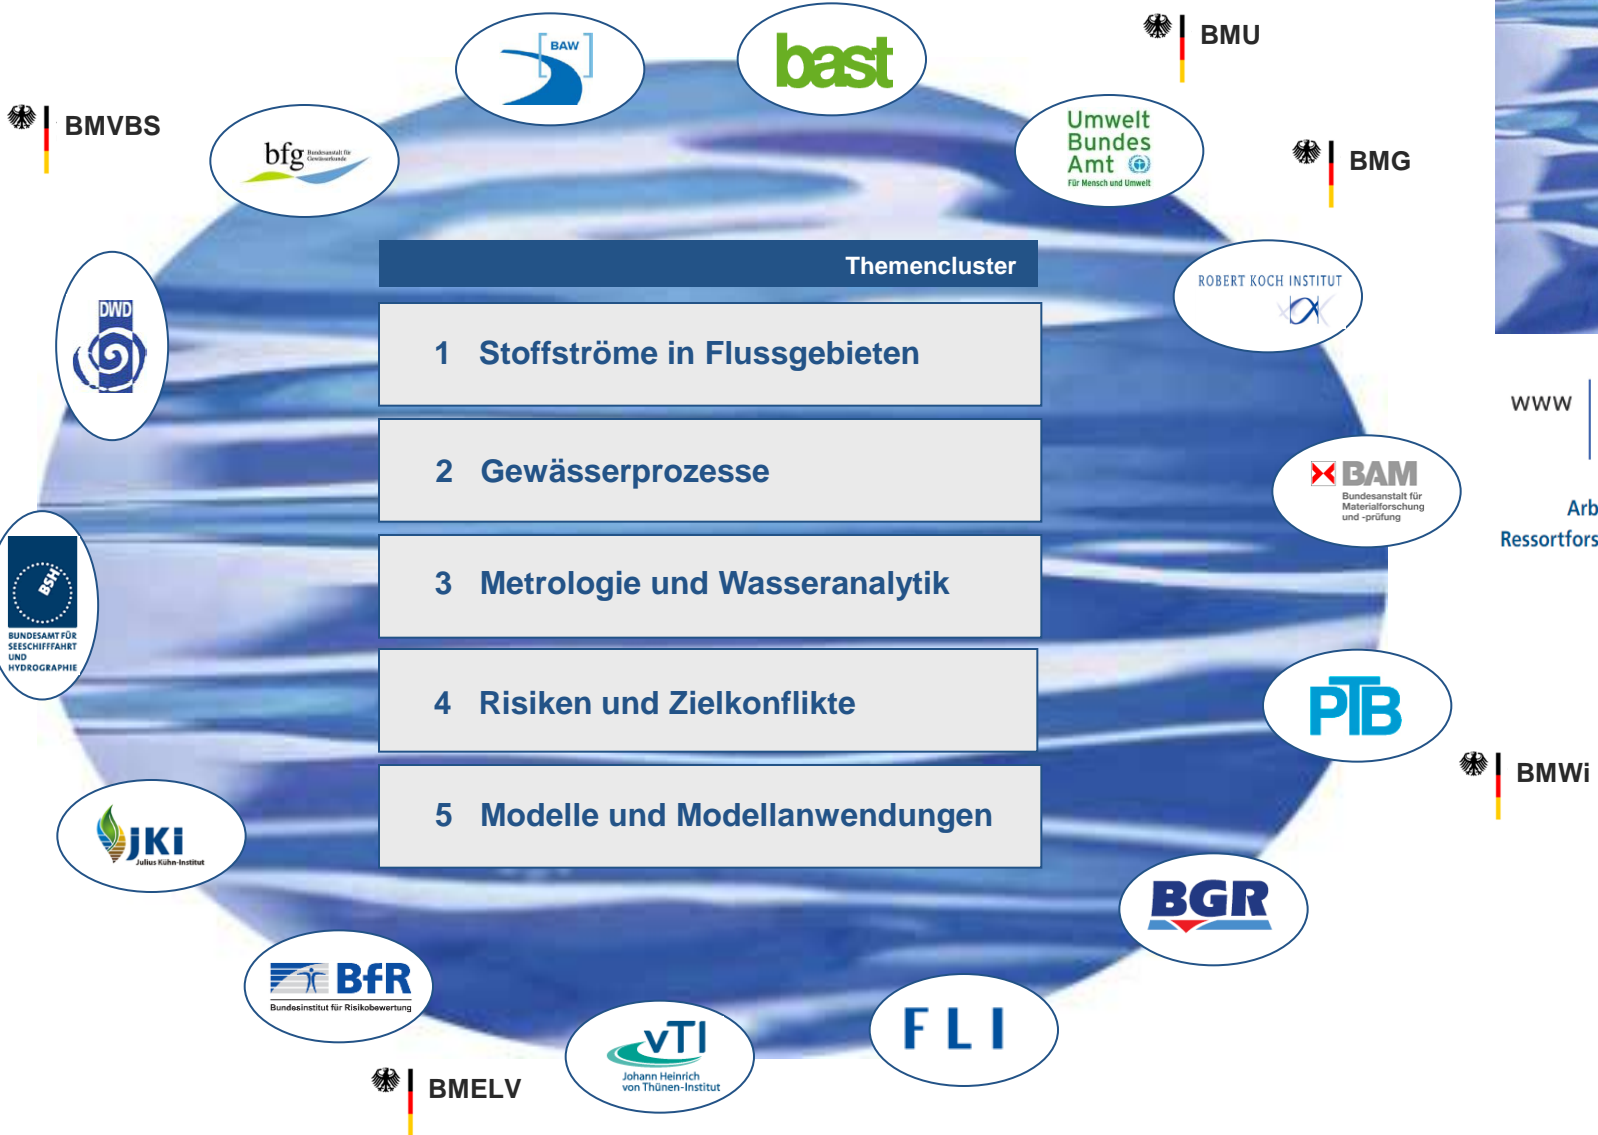 BAW
bast
BMU
BMVBS
bfg Bundesanstalt für
Gewässerkunde
Umwelt
Bundes
Amt
Für Mensch und Umwelt
BMG
Themencluster
ROBERT KOCH INSTITUT
DWD
1 Stoffströme in Flussgebieten
www
2 Gewässerprozesse
BAM
Bundesanstalt für
Materialforschung
und -prüfung
Arb
Ressortfors
BSH
BUNDESAMT FÜR
SEESCHIFFFAHRT
UND
HYDROGRAPHIE
3 Metrologie und Wasseranalytik
4 Risiken und Zielkonflikte
PTB
BMWi
5 Modelle und Modellanwendungen
JKi
Julius Kühn-Institut
BGR
BfR
Bundesinstitut für Risikobewertung
FLI
vTI
Johann Heinrich
von Thünen-Institut
BMELV